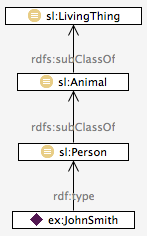 sl:LivingThing
rdfs:subClassOf
sl:Animal
rdfs:subClassOf
sl:Person
rdf:type
ex:JohnSmith